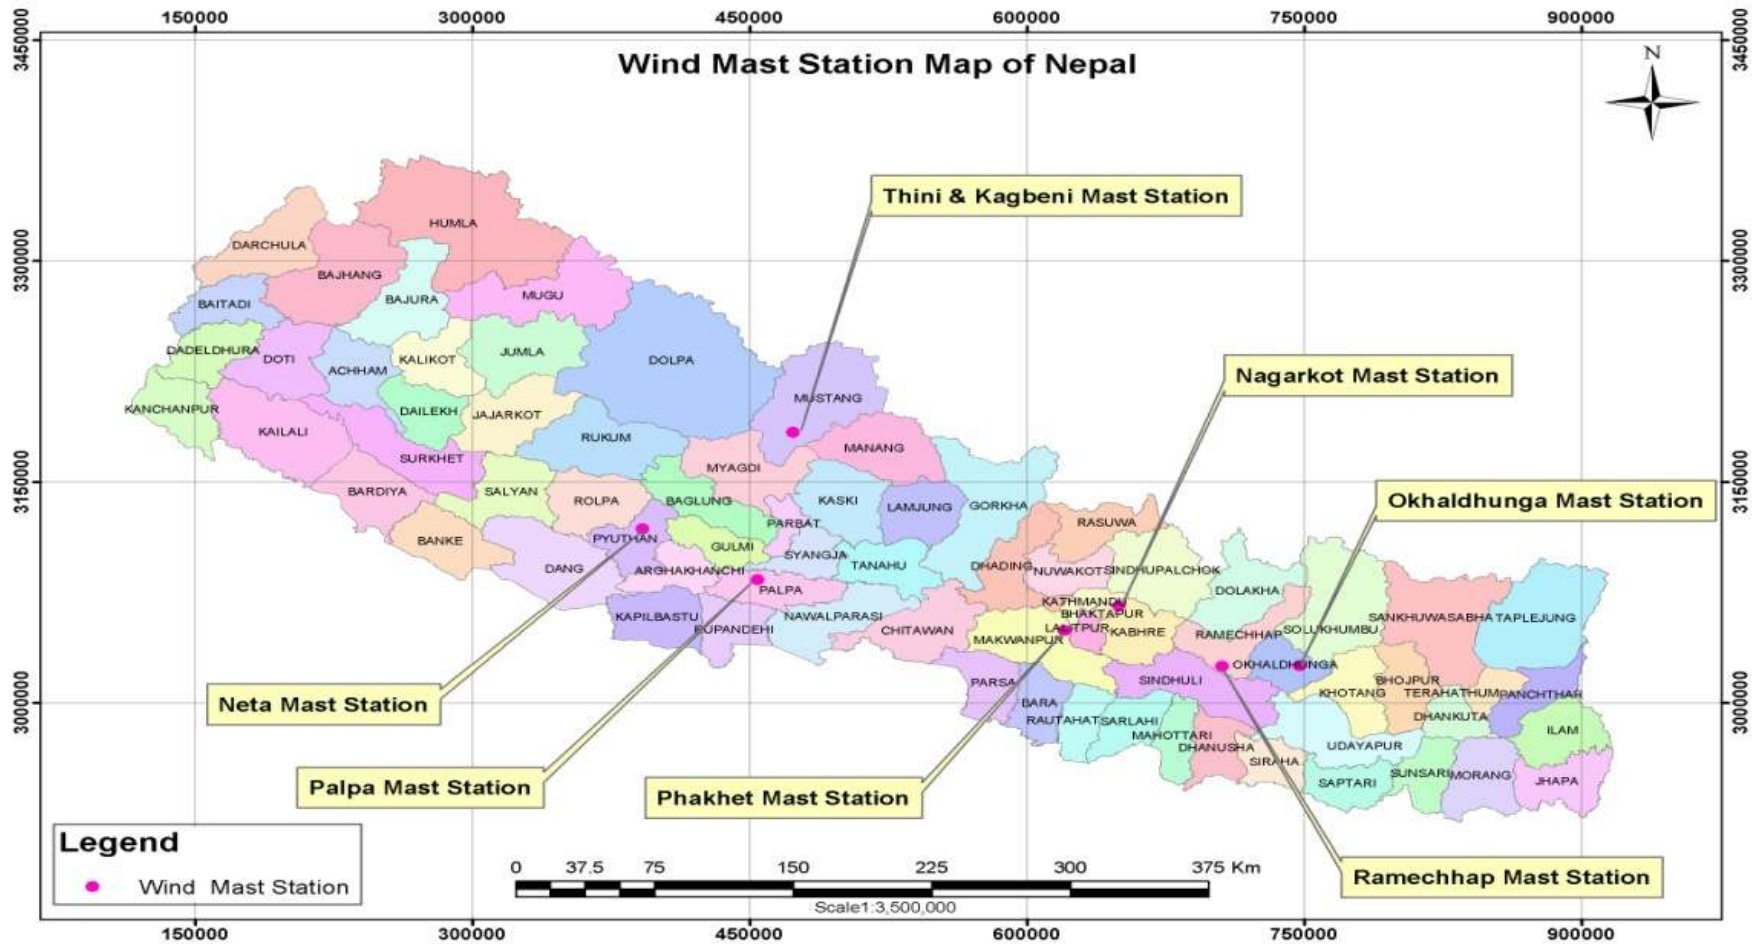 150000 300000 450000 600000 750000 900000
3450000 3450000
Wind Mast Station Map of Nepal
N
Thini & Kagbeni Mast Station
HUMLA
DARCHULA
3300000 3300000
BAJHANG
MUGU
BAJURA
BAITADI
DADELDHURA
JUMLA
DOTI
KALIKOT
DOLPA
ACHHAM
Nagarkot Mast Station
MUSTANG
KANCHANPUR
DAILEKH
JAJARKOT
KAILALI
RUKUM
MANANG
SURKHET
MYAGDI
3150000 3150000
BARDIYA
SALYAN
ROLPA
BAGLUNG
KASKI
LAMJUNG
GORKHA
Okhaldhunga Mast Station
PARBAT
RASUWA
BANKE
PYUTHAN
GULMI
SYANGJA
DANG
ARGHAKHANCHI
TANAHU
DHADING
NUWAKOT
SINDHUPALCHOK
PALPA
DOLAKHA
KATHMANDU
KAPILBASTU
NAWALPARASI
BHAKTAPUR
SANKHUWASABHA
TAPLEJUNG
RUPANDEHI
CHITAWAN
LALITPUR
KABHRE
SOLUKHUMBU
MAKWANPUR
RAMECHHAP
OKHALDHUNGA
PARSA
SINDHULI
BHOJPUR
KHOTANG
TERAHATHUM
PANCHTHAR
3000000 3000000
Neta Mast Station
BARA
RAUTAHAT
SARLAHI
DHANKUTA
MAHOTTARI
ILAM
DHANUSHA
UDAYAPUR
SIRAHA
SUNSARI
MORANG
SAPTARI
JHAPA
Palpa Mast Station
Phakhet Mast Station
Legend
Wind Mast Station
0 37.5 75 150 225 300 375 Km
Scale1:3,500,000
Ramechhap Mast Station
150000 300000 450000 600000 750000 900000